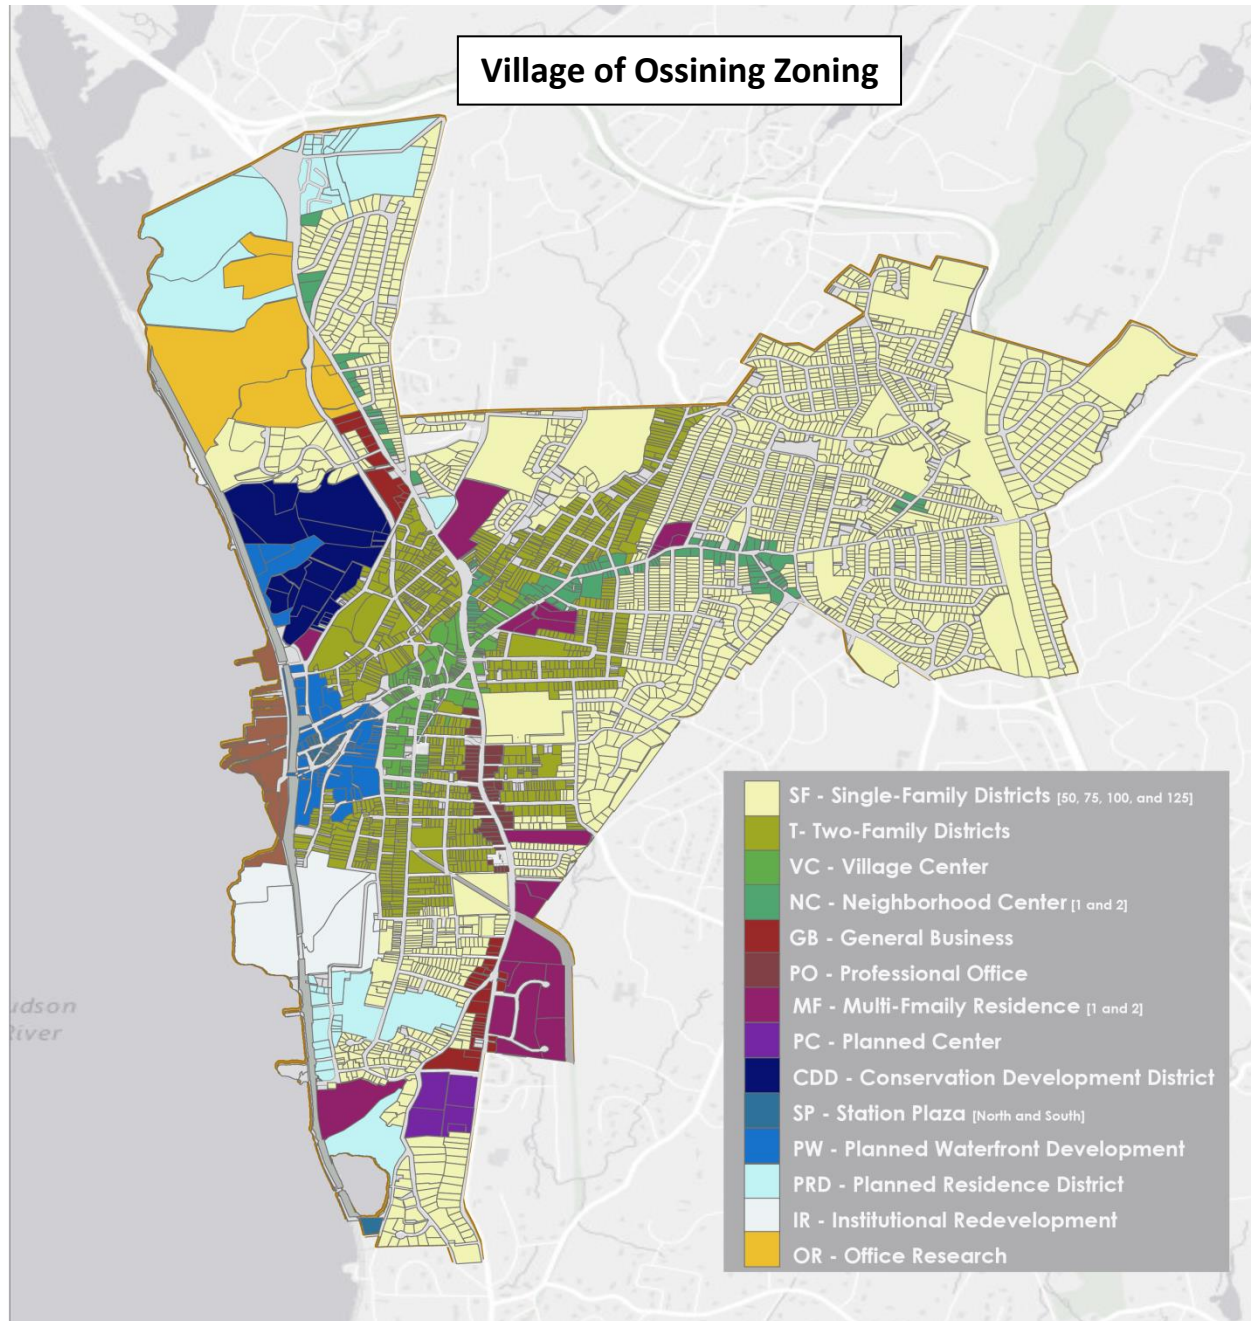 Village of Ossining Zoning
udson
River
SF - Single-Family Districts [50, 75, 100, and 125]
T- Two-Family Districts
VC - Village Center
NC - Neighborhood Center [1 and 2]
GB - General Business
PO - Professional Office
MF - Multi-Fmaily Residence [1 and 2]
PC - Planned Center
CDD - Conservation Development District
SP - Station Plaza [North and South]
PW - Planned Waterfront Development
PRD - Planned Residence District
IR - Institutional Redevelopment
OR - Office Research